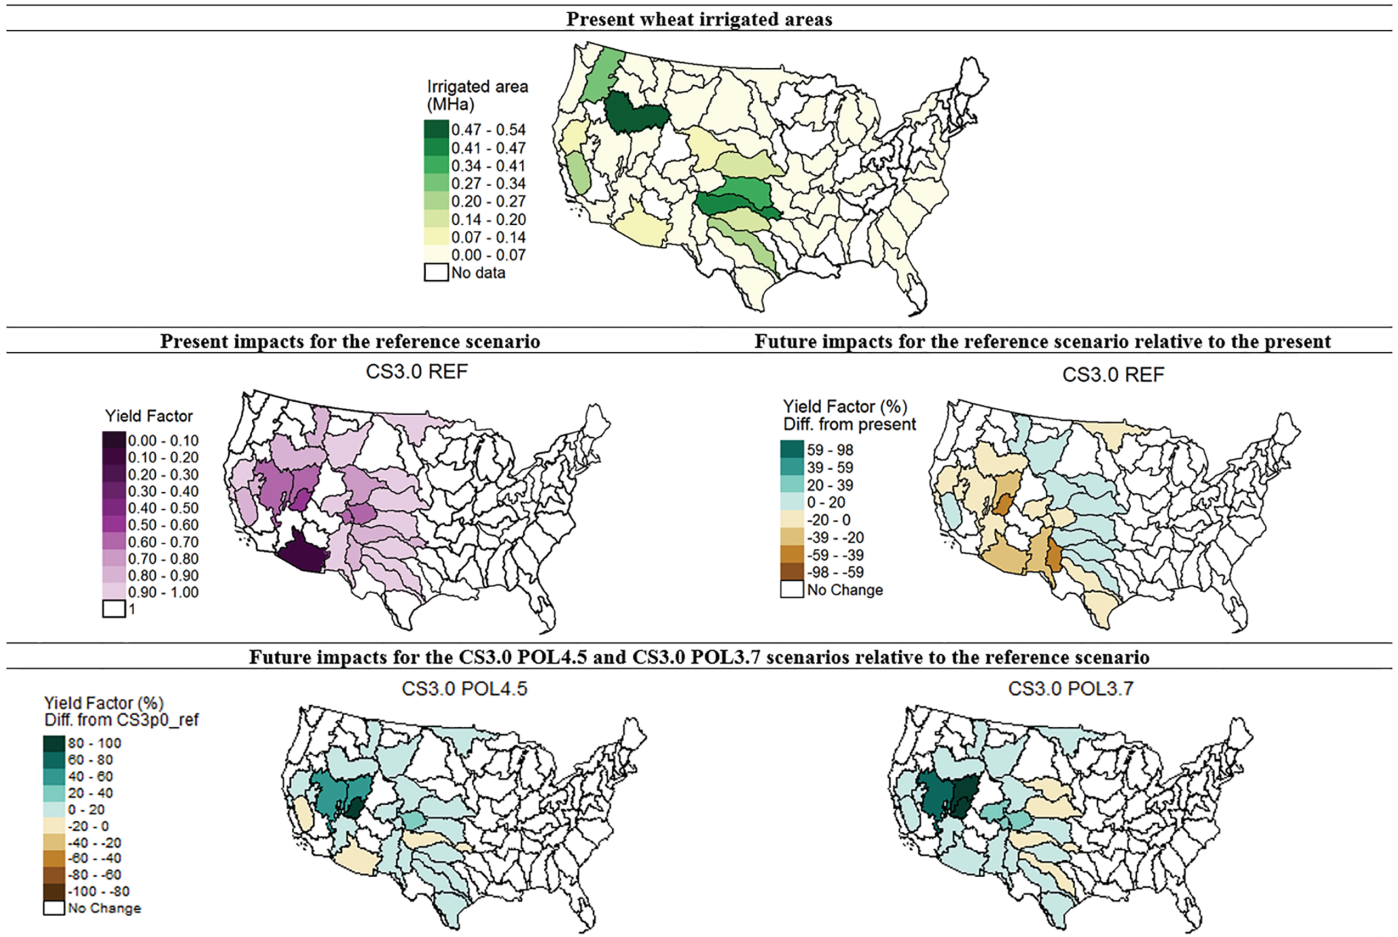 Present wheat irrigated areas
Irrigated area
(MHa)
0.47 - 0.54
0.41 - 0.47
0.34 - 0.41
0.27 - 0.34
0.20 - 0.27
0.14 - 0.20
0.07 - 0.14
0.00 - 0.07
No data
Present impacts for the reference scenario
Future impacts for the reference scenario relative to the present
CS3.0 REF
Yield Factor
0.00 - 0.10
0.10 - 0.20
0.20 - 0.30
0.30 - 0.40
0.40 - 0.50
0.50 - 0.60
0.60 - 0.70
0.70 - 0.80
0.80 - 0.90
0.90 - 1.00
1
CS3.0 REF
Yield Factor (%)
Diff. from present
59 - 98
39 - 59
20 - 39
0 - 20
-20 - 0
-39 - -20
-59 - -39
-98 - -59
No Change
Future impacts for the CS3.0 POL4.5 and CS3.0 POL3.7 scenarios relative to the reference scenario
Yield Factor (%)
Diff. from CS3p0_ref
80 - 100
60 - 80
40 - 60
20 - 40
0 - 20
-20 - 0
-40 - -20
-60 - -40
-80 - -60
-100 - -80
No Change
CS3.0 POL4.5
CS3.0 POL3.7